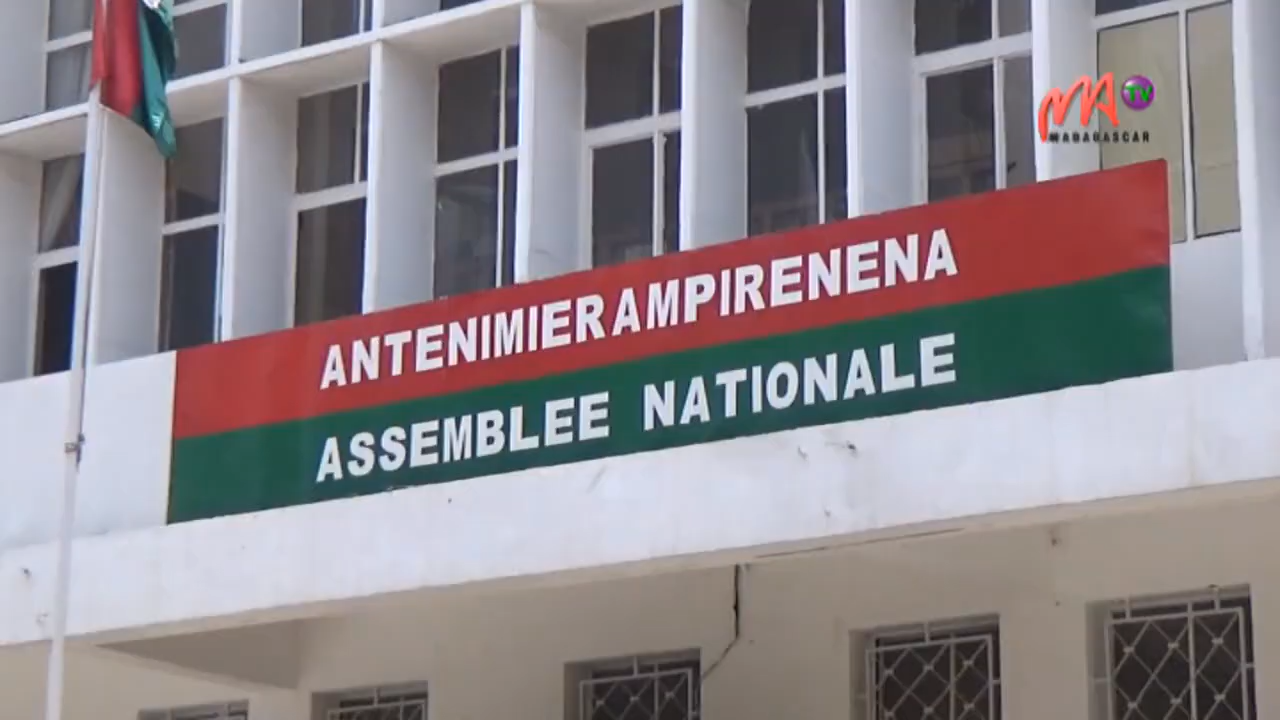 MA TV
MADAGASCAR
ANTENIMIERAMPIRENENA
ASSEMBLEE NATIONALE